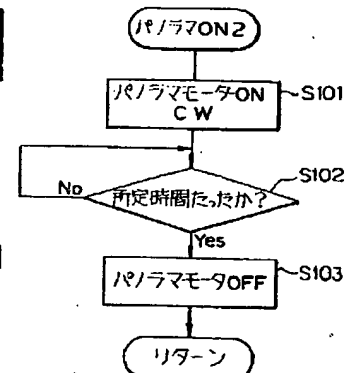 パノラマON2
パノラマモータON
CW
S101
S102
所定時間たったか?
No
Yes
パノラマモータOFF
S103
リターン